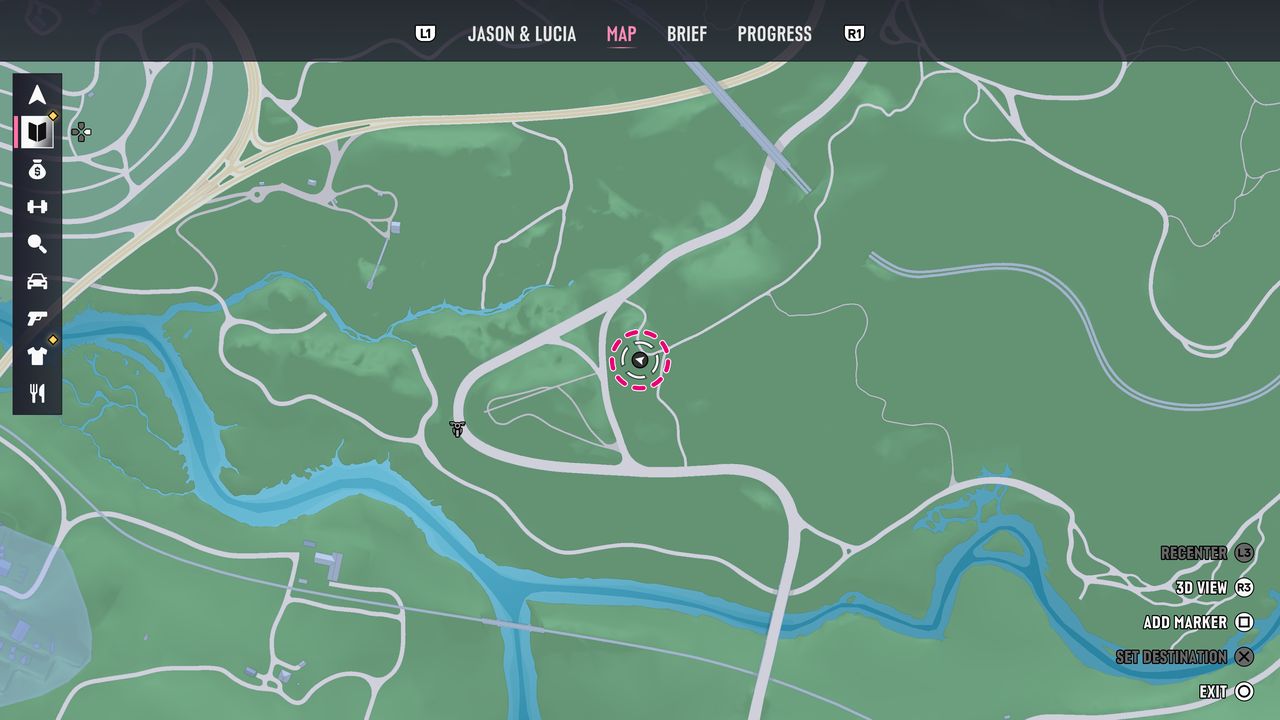 L1 JASON & LUCIA MAP BRIEF PROGRESS R1
$
RECENTER L3
3D VIEW R3
ADD MARKER
SET DESTINATION
EXIT